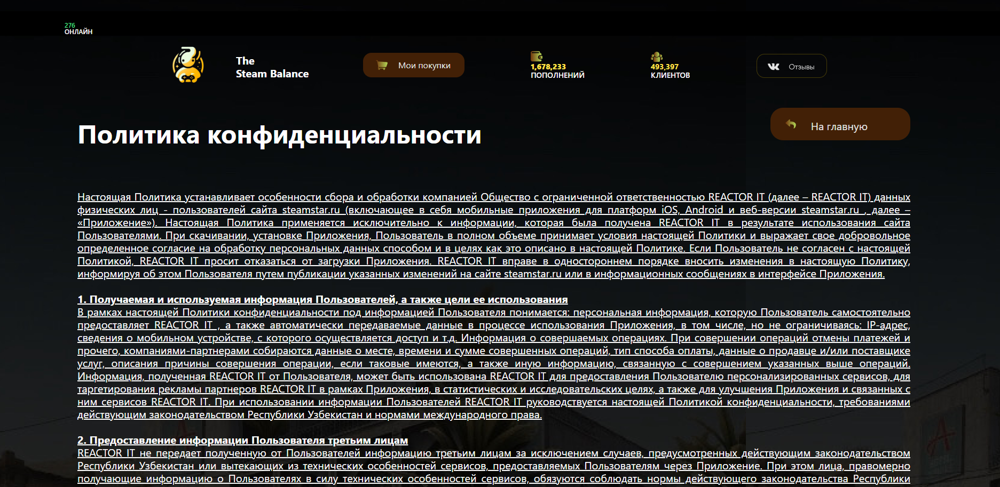 276
ОНЛАЙН
The
Steam Balance
Мои покупки
1,678,233
ПОПОЛНЕНИЙ
493,397
КЛИЕНТОВ
Отзывы
На главную
Политика конфиденциальности
Настоящая Политика устанавливает особенности сбора и обработки компанией Общество с ограниченной ответственностью REACTOR IT (далее – REACTOR IT) данных
физических лиц - пользователей сайта steamstar.ru (включающее в себя мобильные приложения для платформ iOS, Android и веб-версии steamstar.ru , далее –
«Приложение»). Настоящая Политика применяется исключительно к информации, которая была получена REACTOR IT в результате использования сайта
Пользователями. При скачивании, установке Приложения, Пользователь в полном объеме принимает условия настоящей Политики и выражает свое добровольное
определенное согласие на обработку персональных данных способом и в целях как это описано в настоящей Политике. Если Пользователь не согласен с настоящей
Политикой, REACTOR IT просит отказаться от загрузки Приложения. REACTOR IT вправе в одностороннем порядке вносить изменения в настоящую Политику,
информируя об этом Пользователя путем публикации указанных изменений на сайте steamstar.ru или в информационных сообщениях в интерфейсе Приложения.
1. Получаемая и используемая информация Пользователей, а также цели ее использования
В рамках настоящей Политики конфиденциальности под информацией Пользователя понимается: персональная информация, которую Пользователь самостоятельно
предоставляет REACTOR IT , а также автоматически передаваемые данные в процессе использования Приложения, в том числе, но не ограничиваясь: IP-адрес,
сведения о мобильном устройстве, с которого осуществляется доступ и т.д. Информация о совершаемых операциях. При совершении операций отмены платежей и
прочего, компаниями-партнерами собираются данные о месте, времени и сумме совершенных операций, тип способа оплаты, данные о продавце и/или поставщике
услуг, описания причины совершения операции, если таковые имеются, а также иную информацию, связанную с совершением указанных выше операций.
Информация, полученная REACTOR IT от Пользователя, может быть использована REACTOR IT для предоставления Пользователю персонализированных сервисов, для
таргетирования рекламы партнеров REACTOR IT в рамках Приложения, в статистических и исследовательских целях, а также для улучшения Приложения и связанных с
ним сервисов REACTOR IT. При использовании информации Пользователей REACTOR IT руководствуется настоящей Политикой конфиденциальности, требованиями
действующим законодательством Республики Узбекистан и нормами международного права.
2. Предоставление информации Пользователя третьим лицам
REACTOR IT не передает полученную от Пользователей информацию третьим лицам за исключением случаев, предусмотренных действующим законодательством
Республики Узбекистан или вытекающих из технических особенностей сервисов, предоставляемых Пользователям через Приложение. При этом лица, правомерно
получающие информацию о Пользователях в силу технических особенностей сервисов, обязуются соблюдать нормы действующего законодательства Республики